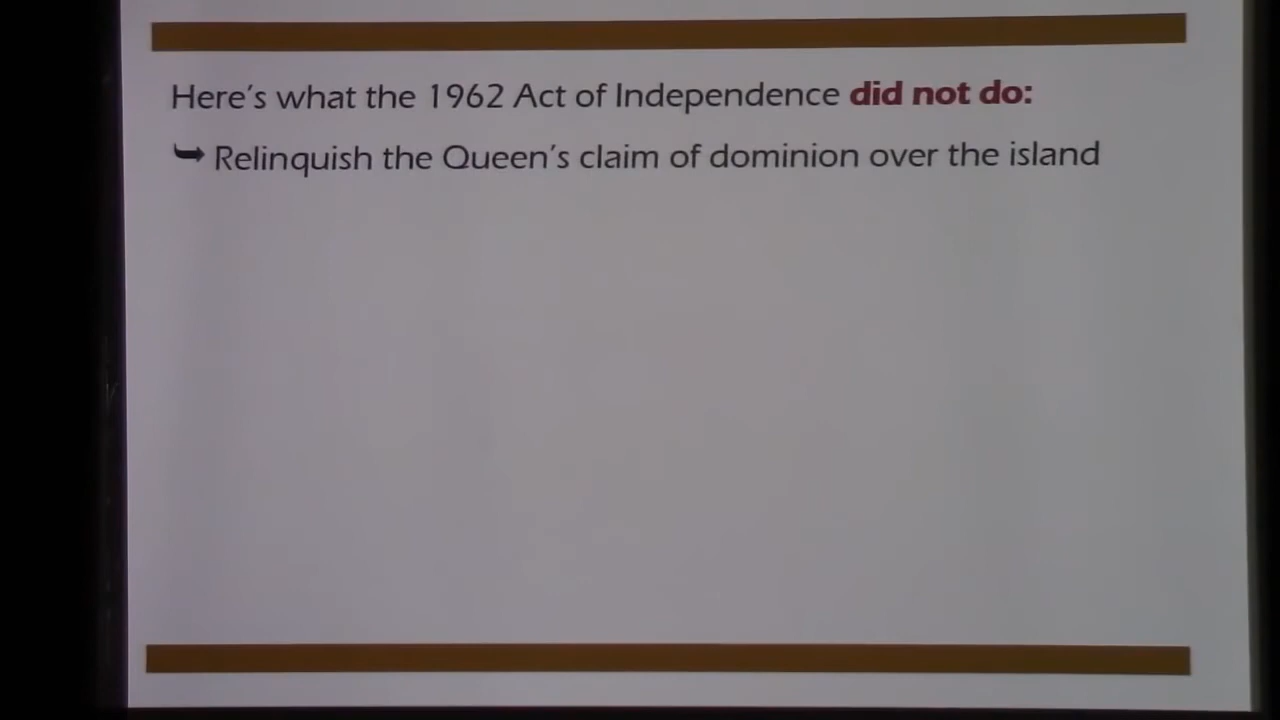 Here's what the 1962 Act of Independence did not do:
➥ Relinquish the Queen's claim of dominion over the island